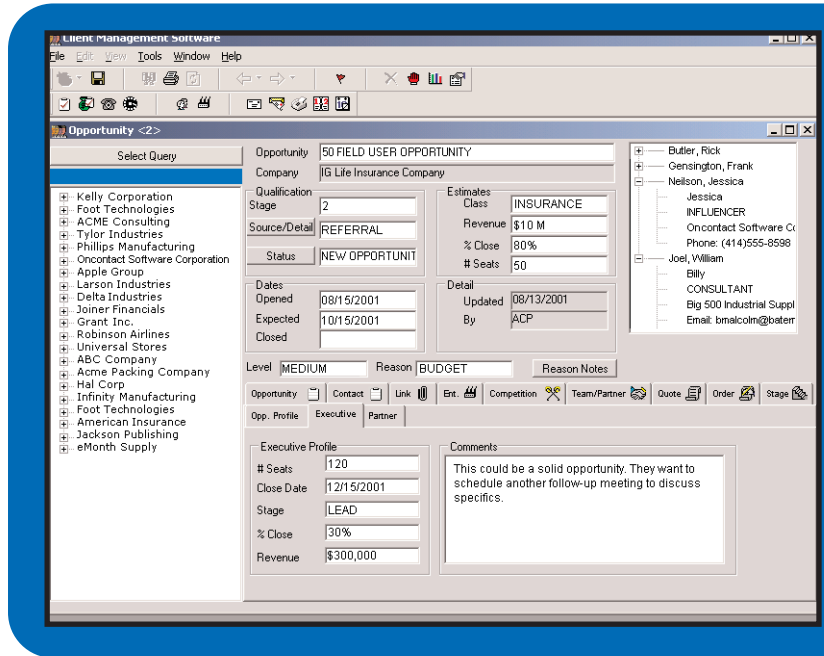 Client Management Software
File Edit View Tools Window Help
Opportunity <2>
Select Query
Kelly Corporation
Foot Technologies
ACME Consulting
Tylor Industries
Phillips Manufacturing
Oncontact Software Corporation
Apple Group
Larson Industries
Delta Industries
Joiner Financials
Grant Inc.
Robinson Airlines
Universal Stores
ABC Company
Acme Packing Company
Hal Corp
Infinity Manufacturing
Foot Technologies
American Insurance
Jackson Publishing
eMonth Supply
Opportunity 50 FIELD USER OPPORTUNITY
Company IG Life Insurance Company
Qualification
Stage 2
Source/Detail REFERRAL
Status NEW OPPORTUNIT
Estimates
Class INSURANCE
Revenue $10 M
% Close 80%
# Seats 50
Dates
Opened 08/15/2001
Expected 10/15/2001
Closed
Detail
Updated 08/13/2001
By ACP
Butler, Rick
Gensington, Frank
Neilson, Jessica
Jessica
INFLUENCER
Oncontact Software Co
Phone: (414)555-8598
Joel, William
Billy
CONSULTANT
Big 500 Industrial Suppl
Email: bmalcolm@batem
Level MEDIUM Reason BUDGET Reason Notes
Opportunity Contact Link Ent. Competition Team/Partner Quote Order Stage
Opp. Profile Executive Partner
Executive Profile
# Seats 120
Close Date 12/15/2001
Stage LEAD
% Close 30%
Revenue $300,000
Comments
This could be a solid opportunity. They want to
schedule another follow-up meeting to discuss
specifics.